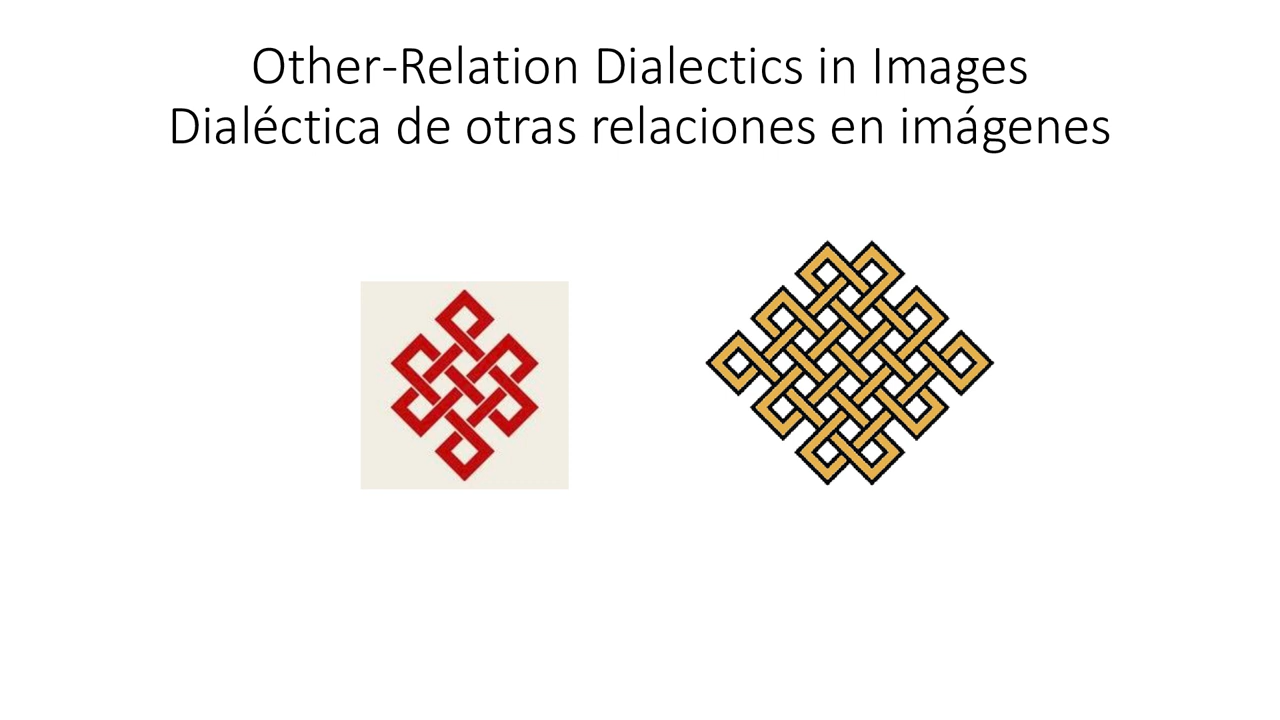 Other-Relation Dialectics in Images
Dialéctica de otras relaciones en imágenes